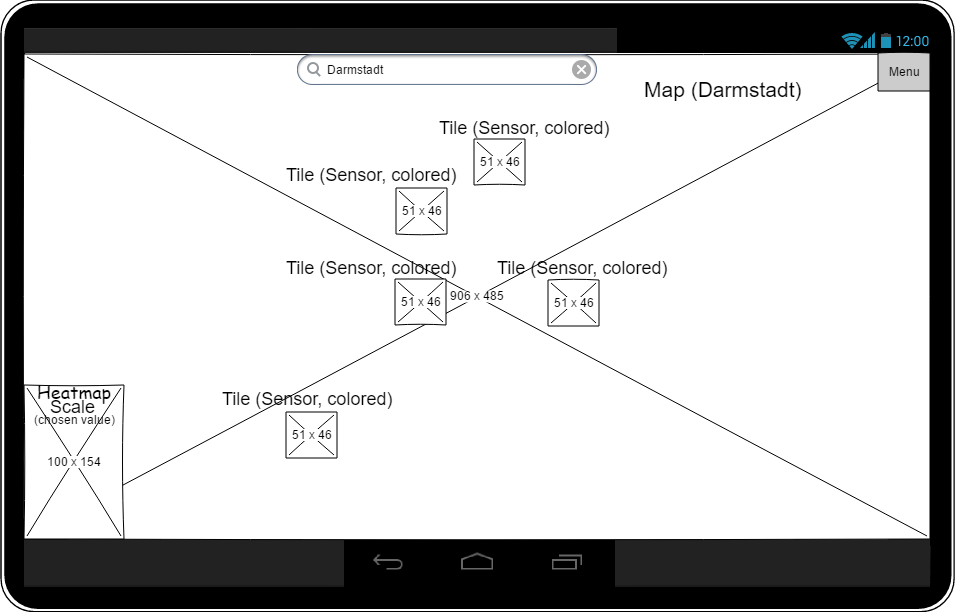 12:00
Darmstadt
Menu
Map (Darmstadt)
Tile (Sensor, colored)
51 x 46
Tile (Sensor, colored)
51 x 46
Tile (Sensor, colored)
51 x 46
906 x 485
Tile (Sensor, colored)
51 x 46
Heatmap
Scale
(chosen value)
100 x 154
Tile (Sensor, colored)
51 x 46